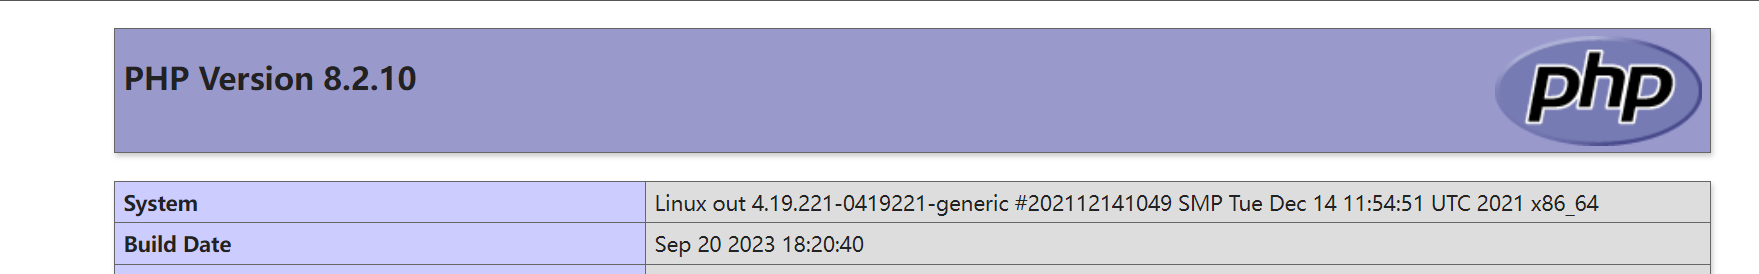 PHP Version 8.2.10
php
System
Linux out 4.19.221-0419221-generic #202112141049 SMP Tue Dec 14 11:54:51 UTC 2021 x86_64
Build Date
Sep 20 2023 18:20:40